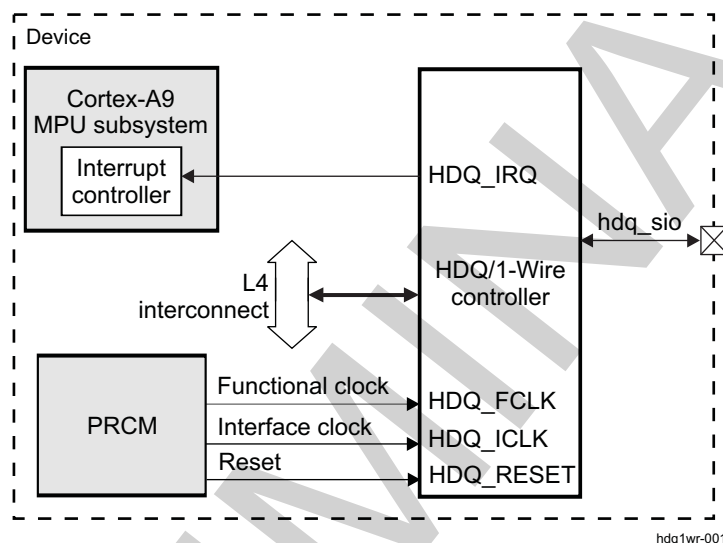 Device
Cortex-A9
MPU subsystem
Interrupt
controller
HDQ_IRQ
hdq_sio
HDQ/1-Wire
controller
L4
interconnect
PRCM
Functional clock
HDQ_FCLK
Interface clock
HDQ_ICLK
Reset
HDQ_RESET
hdq1wr-001